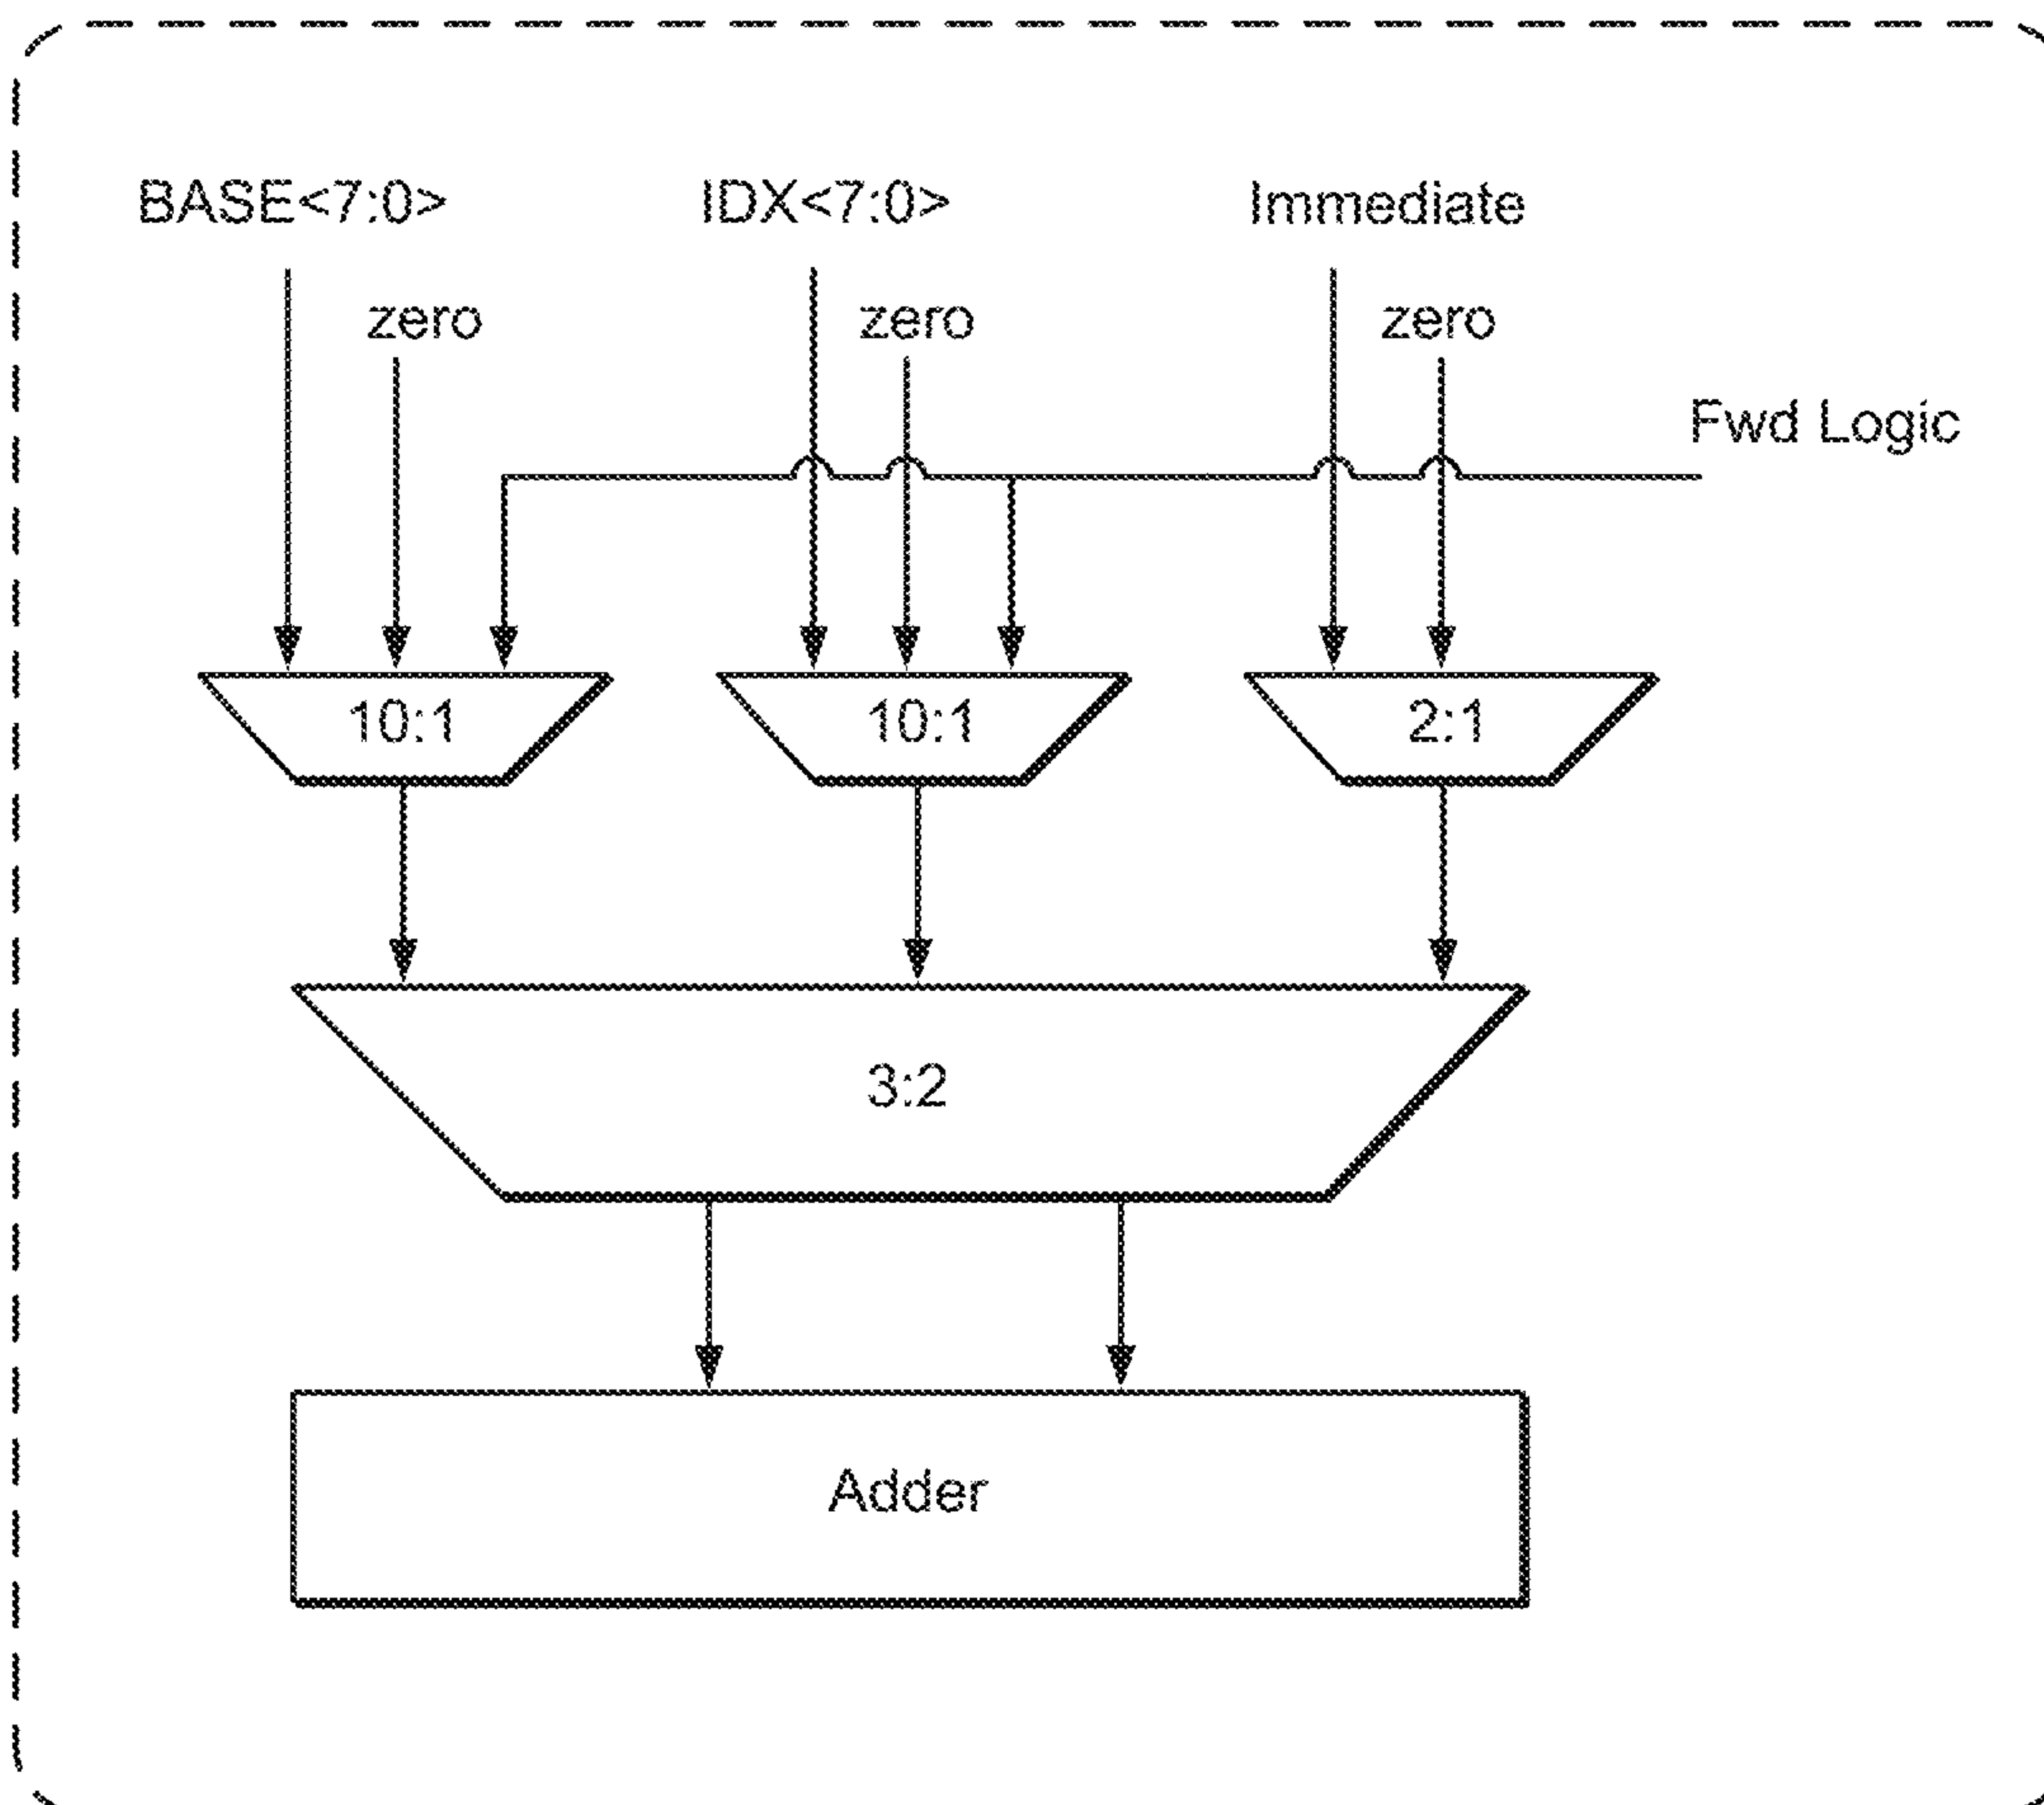 BASE<7:0>
IDX<7:0>
Immediate
zero
zero
zero
Fwd Logic
10:1
10:1
2:1
3:2
Adder